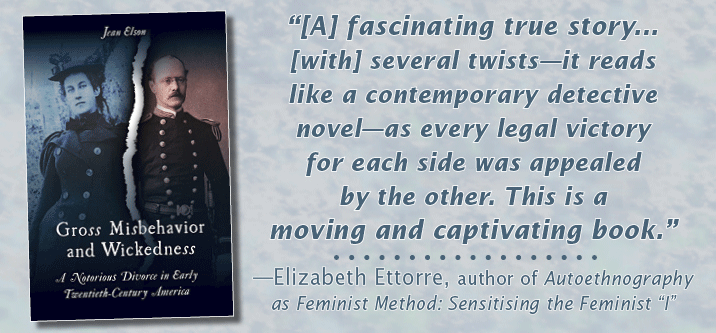 Jean Elson
Gross Misbehavior
and Wickedness
A Notorious Divorce in Early
Twentieth-Century America
“[A] fascinating true story...
[with] several twists—it reads
like a contemporary detective
novel—as every legal victory
for each side was appealed
by the other. This is a
moving and captivating book.”
—Elizabeth Ettorre, author of Autoethnography
as Feminist Method: Sensitising the Feminist “I”